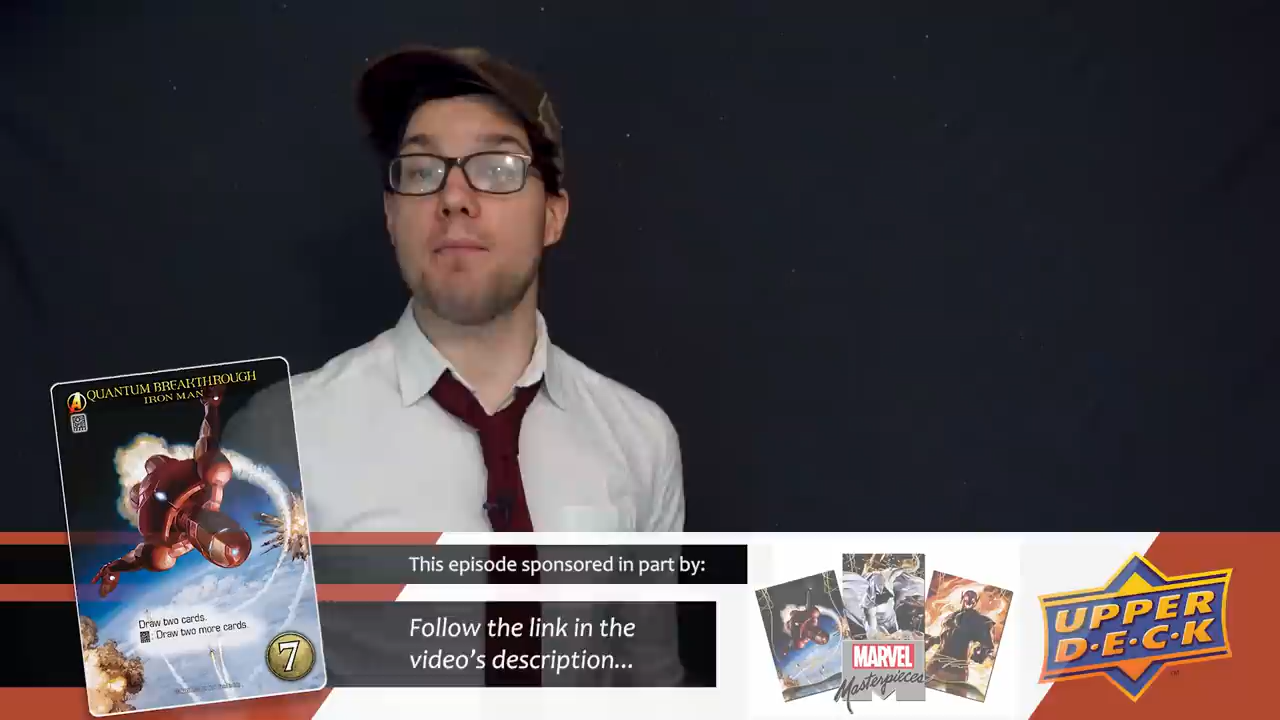 QUANTUM BREAKTHROUGH
IRON MAN
Draw two cards.
: Draw two more cards.
7
This episode sponsored in part by:
Follow the link in the
video's description...
MARVEL
Masterpieces
UPPER
D•E•C•K
TM